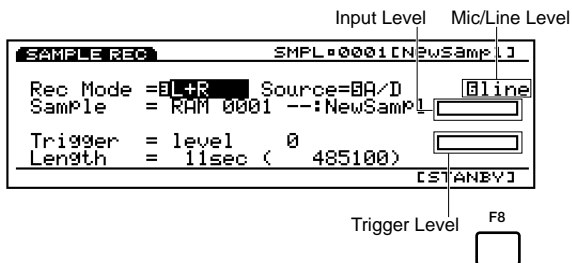 Input Level Mic/Line Level
SAMPLE REC SMPL 0001[NewSampl]
Rec Mode = L+R Source= A/D line
Sample = RAM 0001 --:NewSampl
Trigger = level 0
Length = 11sec ( 485100)
[STANBY]
Trigger Level F8